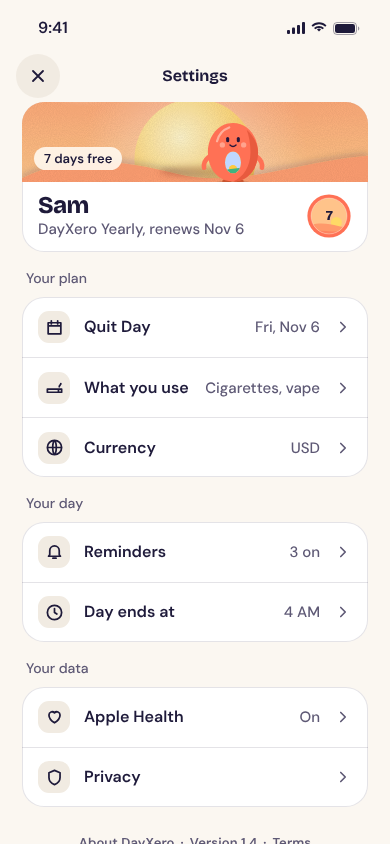 9:41
Settings
7 days free
Sam
DayXero Yearly, renews Nov 6
7
Your plan
Quit Day Fri, Nov 6
What you use Cigarettes, vape
Currency USD
Your day
Reminders 3 on
Day ends at 4 AM
Your data
Apple Health On
Privacy
About DayXero · Version 1.4 · Terms